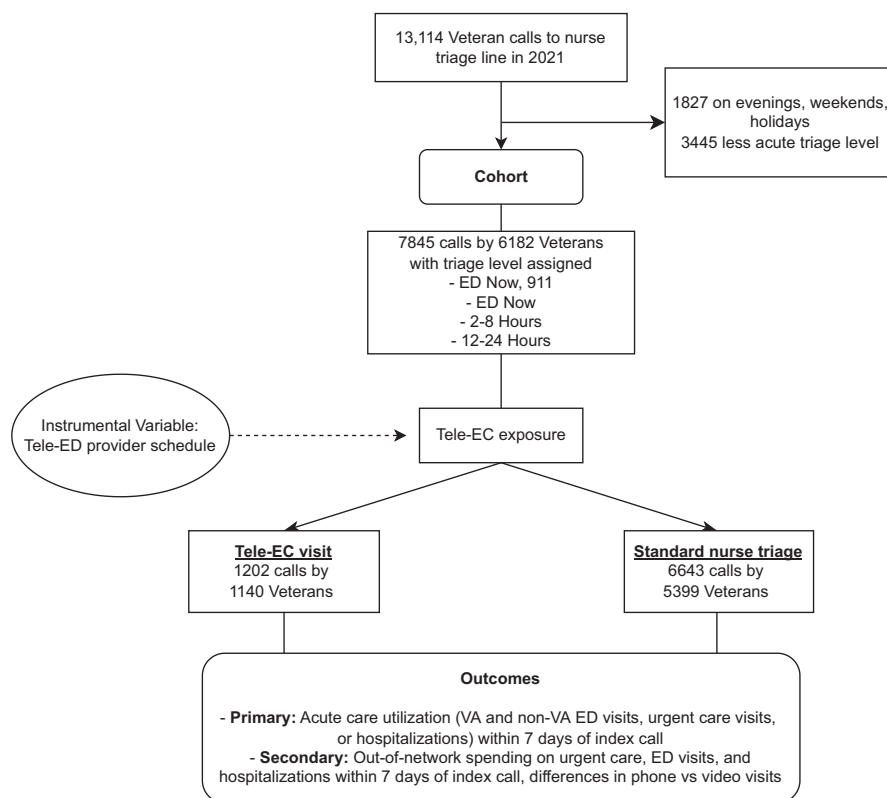 13,114 Veteran calls to nurse
triage line in 2021
1827 on evenings, weekends,
holidays
3445 less acute triage level
Cohort
7845 calls by 6182 Veterans
with triage level assigned
- ED Now, 911
- ED Now
- 2-8 Hours
- 12-24 Hours
Instrumental Variable:
Tele-ED provider schedule
Tele-EC exposure
Tele-EC visit
1202 calls by
1140 Veterans
Standard nurse triage
6643 calls by
5399 Veterans
Outcomes
- Primary: Acute care utilization (VA and non-VA ED visits, urgent care visits,
or hospitalizations) within 7 days of index call
- Secondary: Out-of-network spending on urgent care, ED visits, and
hospitalizations within 7 days of index call, differences in phone vs video visits